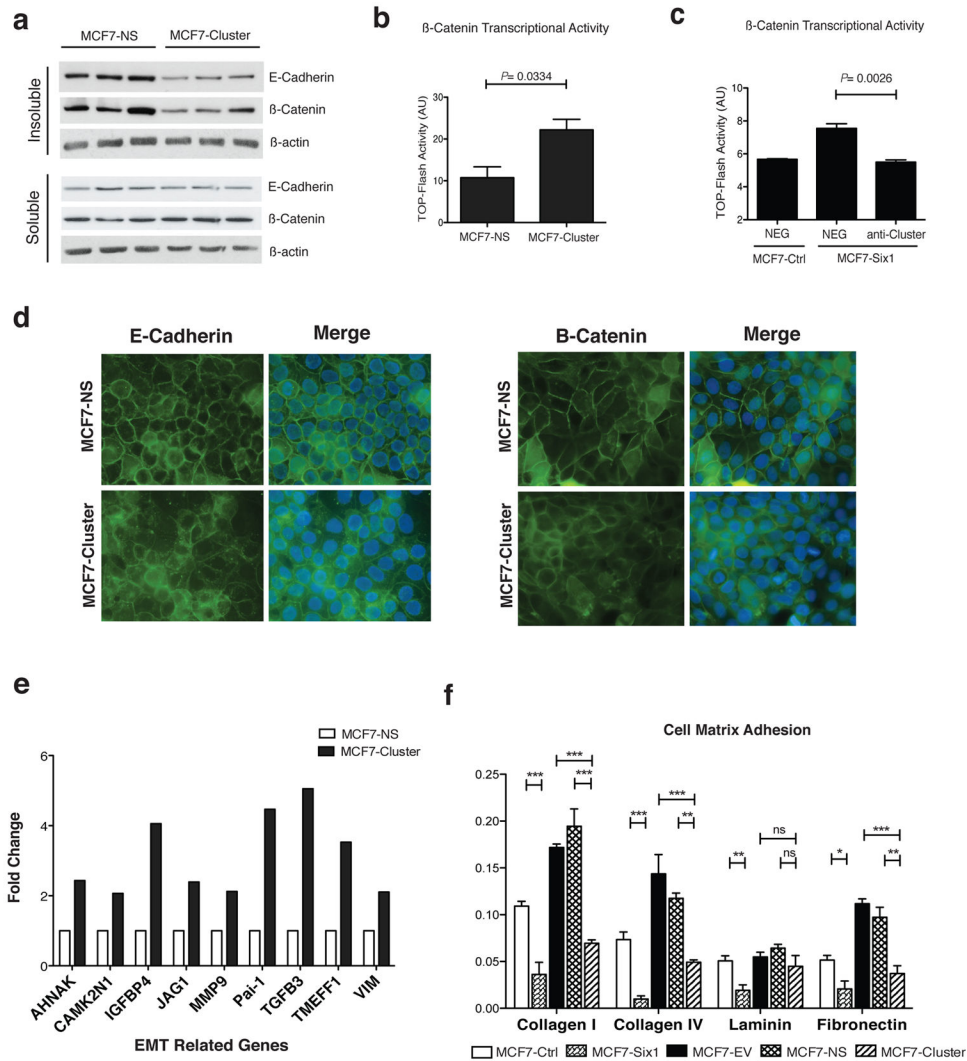 a
MCF7-NS MCF7-Cluster
Insoluble
E-Cadherin
ß-Catenin
ß-actin
Soluble
E-Cadherin
ß-Catenin
ß-actin
b
ß-Catenin Transcriptional Activity
P= 0.0334
TOP-Flash Activity (AU)
30
20
10
0
MCF7-NS MCF7-Cluster
c
ß-Catenin Transcriptional Activity
P= 0.0026
TOP-Flash Activity (AU)
10
8
6
4
2
NEG NEG anti-Cluster
MCF7-Ctrl MCF7-Six1
d
E-Cadherin Merge
B-Catenin Merge
MCF7-NS
MCF7-Cluster
MCF7-NS
MCF7-Cluster
e
MCF7-NS
MCF7-Cluster
Fold Change
6
4
2
0
AHNAK CAMK2N1 IGFBP4 JAG1 MMP9 Pai-1 TGFB3 TMEFF1 VIM
EMT Related Genes
f
Cell Matrix Adhesion
0.25
0.20
0.15
0.10
0.05
0.00
*** *** ***
*** *** **
** ns ns
* *** **
Collagen I Collagen IV Laminin Fibronectin
MCF7-Ctrl MCF7-Six1 MCF7-EV MCF7-NS MCF7-Cluster